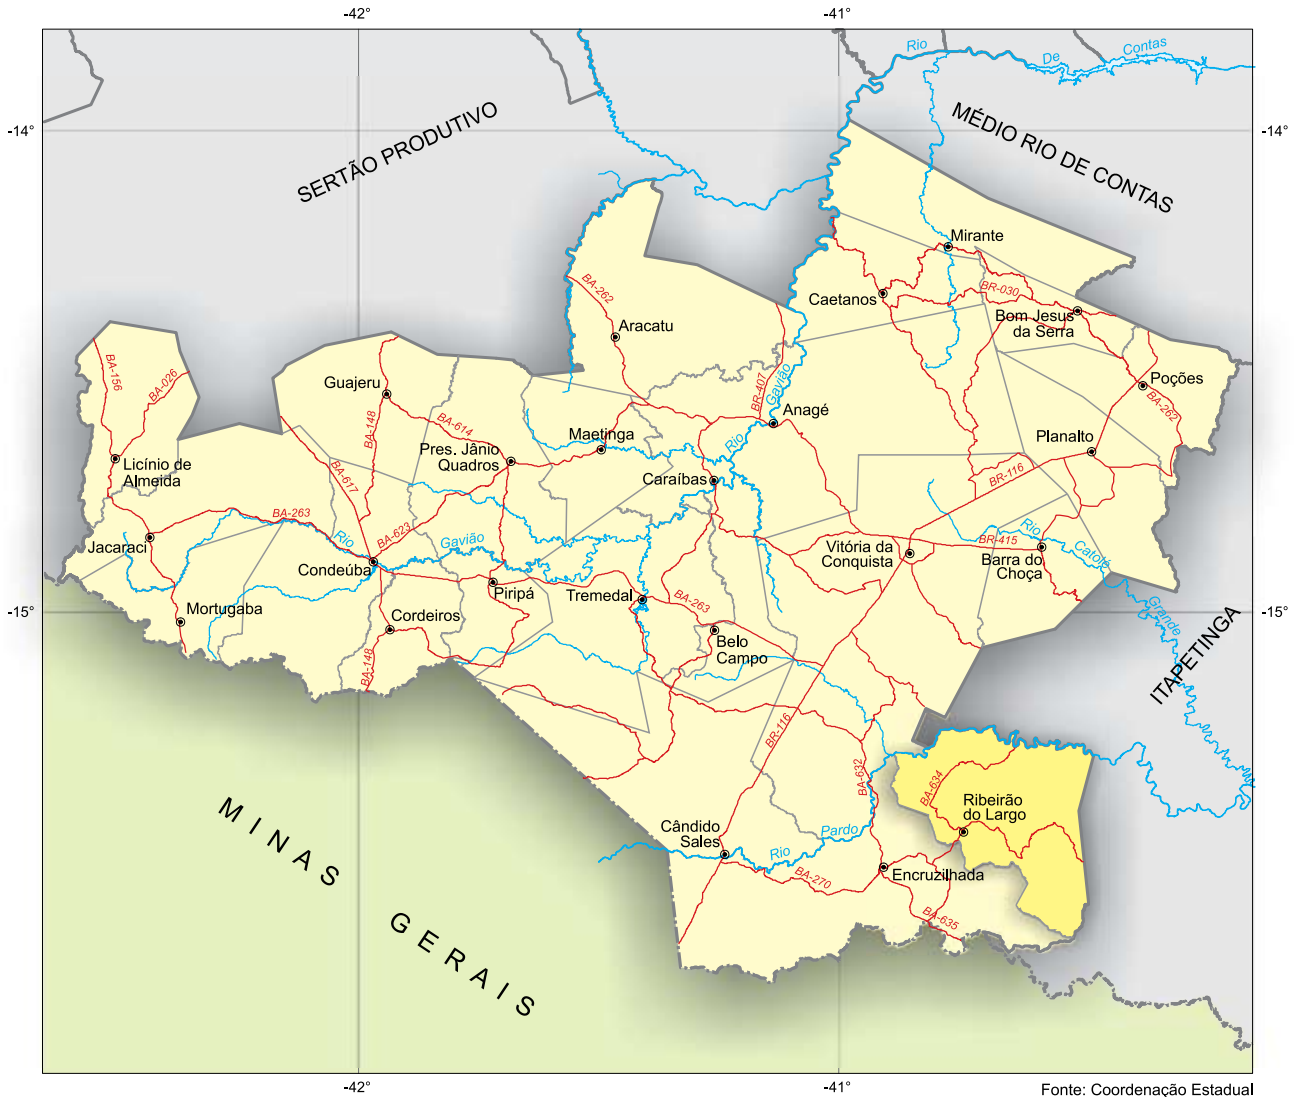 -42°
-41°
Rio
De
Contas
-14°
-14°
SERTÃO PRODUTIVO
MÉDIO RIO DE CONTAS
Mirante
BR-030
Caetanos
Bom Jesus
da Serra
BA-262
Aracatu
BA-156
BA-026
Guajeru
BR-407
Gavião
Poções
BA-262
Anagé
BA-148
BA-614
Maetinga
Rio
Planalto
Pres. Jânio
Quadros
Licínio de
Almeida
BA-617
Caraíbas
BR-116
BA-263
Rio
BA-623
Gavião
Jacaraci
Condeúba
Vitória da
Conquista
BR-415
Rio
Catolé
Barra do
Choça
Piripá
Tremedal
Mortugaba
Cordeiros
BA-263
Belo
Campo
Grande
-15°
-15°
BA-148
ITAPETINGA
BR-116
BA-632
BA-634
Ribeirão
do Largo
Cândido
Sales
Pardo
Rio
BA-270
Encruzilhada
BA-635
MINAS GERAIS
-42°
-41°
Fonte: Coordenação Estadual